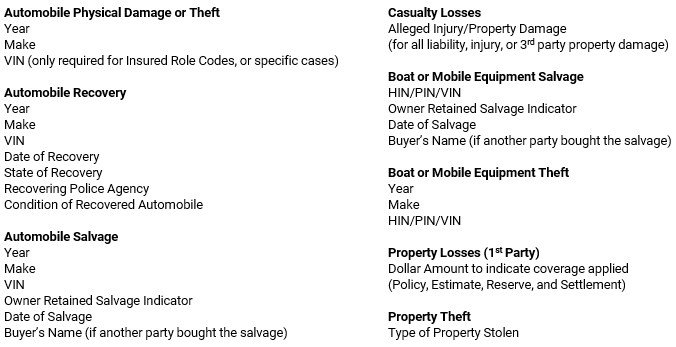 Automobile Physical Damage or Theft
Year
Make
VIN (only required for Insured Role Codes, or specific cases)
Automobile Recovery
Year
Make
VIN
Date of Recovery
State of Recovery
Recovering Police Agency
Condition of Recovered Automobile
Automobile Salvage
Year
Make
VIN
Owner Retained Salvage Indicator
Date of Salvage
Buyer's Name (if another party bought the salvage)
Casualty Losses
Alleged Injury/Property Damage
(for all liability, injury, or 3rd party property damage)
Boat or Mobile Equipment Salvage
HIN/PIN/VIN
Owner Retained Salvage Indicator
Date of Salvage
Buyer's Name (if another party bought the salvage)
Boat or Mobile Equipment Theft
Year
Make
HIN/PIN/VIN
Property Losses (1st Party)
Dollar Amount to indicate coverage applied
(Policy, Estimate, Reserve, and Settlement)
Property Theft
Type of Property Stolen